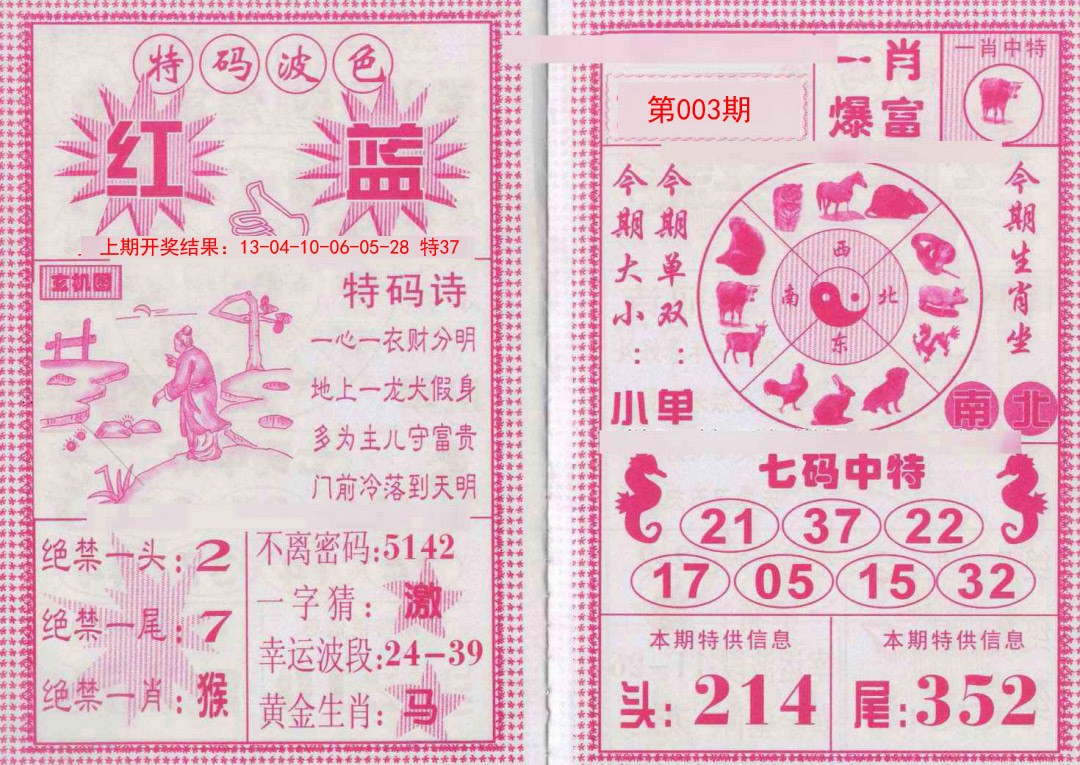 特码波色
红 蓝
上期开奖结果：13-04-10-06-05-28 特37
玄机图
特码诗
一心一衣财分明
地上一龙犬假身
多为主儿守富贵
门前冷落到天明
绝禁一头：2
绝禁一尾：7
绝禁一肖：猴
不离密码：5142
一字猜：激
幸运波段：24-39
黄金生肖：马
第003期
一肖
爆富
一肖中特
今期大小：小
今期单双：单
西
南 北
东
今期生肖坐
南 北
七码中特
21 37 22
17 05 15 32
本期特供信息
头：214
本期特供信息
尾：352